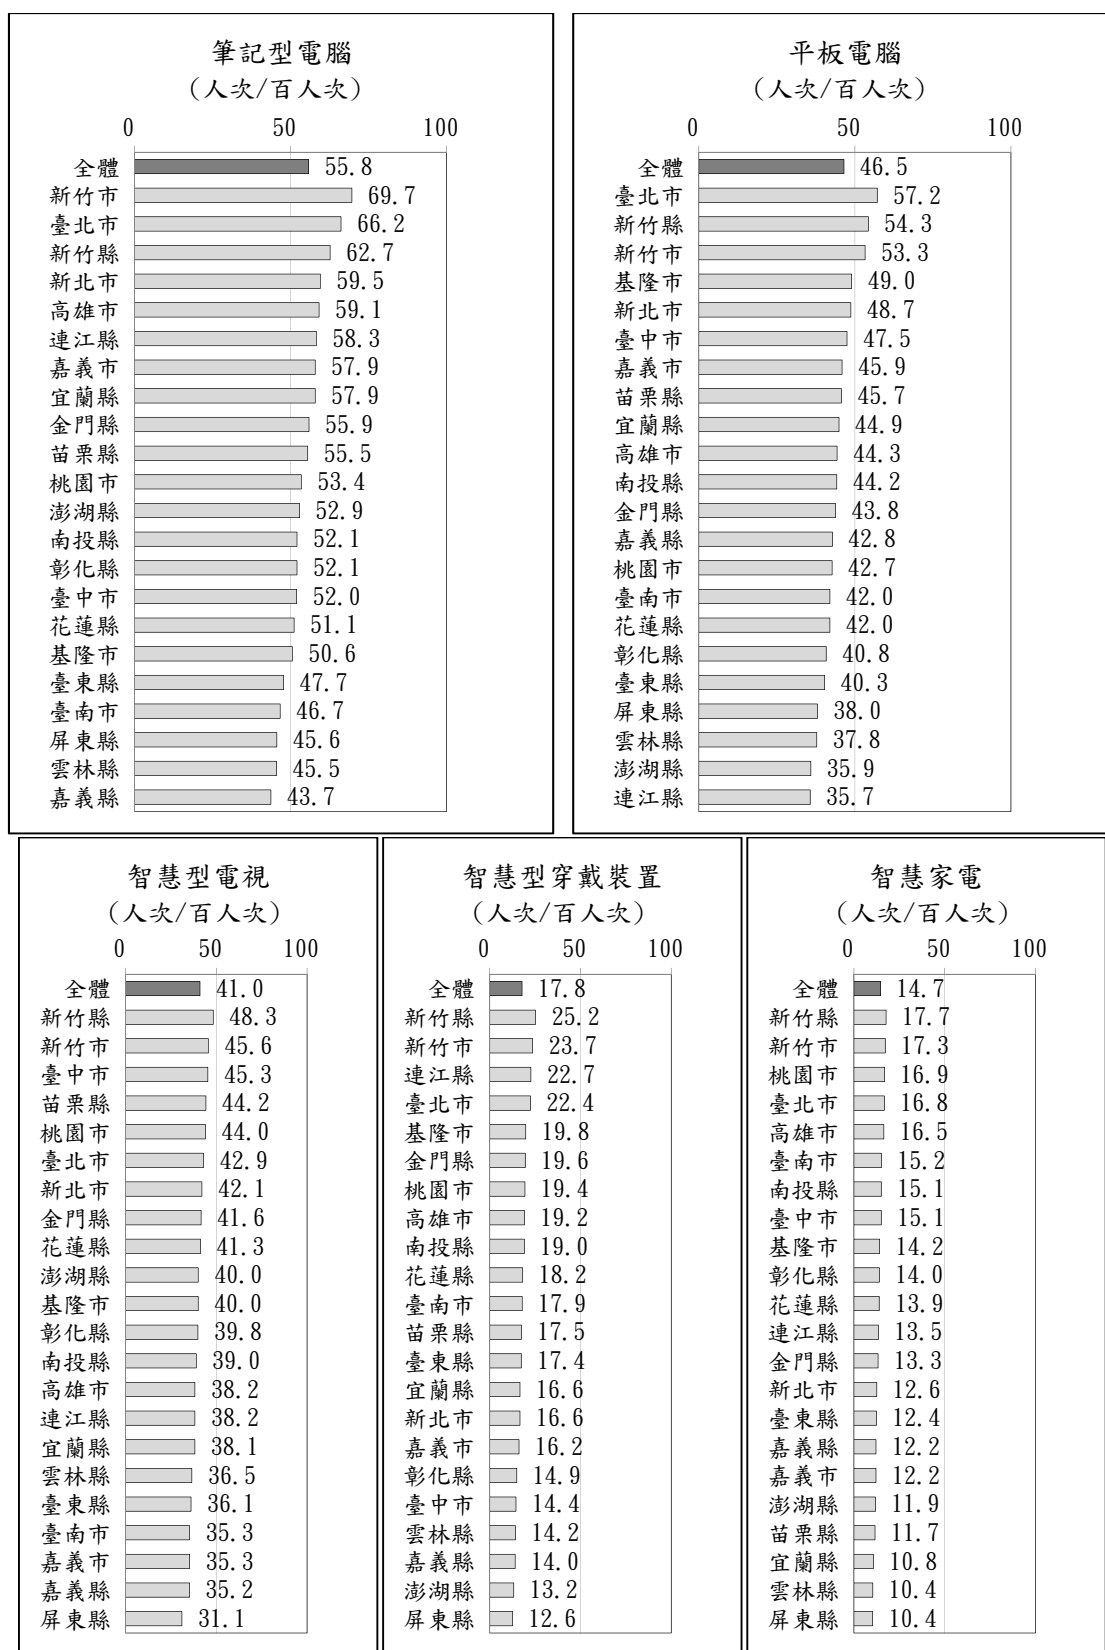 筆記型電腦
(人次/百人次)
0 50 100
全體 55.8
新竹市 69.7
臺北市 66.2
新竹縣 62.7
新北市 59.5
高雄市 59.1
連江縣 58.3
嘉義市 57.9
宜蘭縣 57.9
金門縣 55.9
苗栗縣 55.5
桃園市 53.4
澎湖縣 52.9
南投縣 52.1
彰化縣 52.1
臺中市 52.0
花蓮縣 51.1
基隆市 50.6
臺東縣 47.7
臺南市 46.7
屏東縣 45.6
雲林縣 45.5
嘉義縣 43.7
平板電腦
(人次/百人次)
0 50 100
全體 46.5
臺北市 57.2
新竹縣 54.3
新竹市 53.3
基隆市 49.0
新北市 48.7
臺中市 47.5
嘉義市 45.9
苗栗縣 45.7
宜蘭縣 44.9
高雄市 44.3
南投縣 44.2
金門縣 43.8
嘉義縣 42.8
桃園市 42.7
臺南市 42.0
花蓮縣 42.0
彰化縣 40.8
臺東縣 40.3
屏東縣 38.0
雲林縣 37.8
澎湖縣 35.9
連江縣 35.7
智慧型電視
(人次/百人次)
0 50 100
全體 41.0
新竹縣 48.3
新竹市 45.6
臺中市 45.3
苗栗縣 44.2
桃園市 44.0
臺北市 42.9
新北市 42.1
金門縣 41.6
花蓮縣 41.3
澎湖縣 40.0
基隆市 40.0
彰化縣 39.8
南投縣 39.0
高雄市 38.2
連江縣 38.2
宜蘭縣 38.1
雲林縣 36.5
臺東縣 36.1
臺南市 35.3
嘉義市 35.3
嘉義縣 35.2
屏東縣 31.1
智慧型穿戴裝置
(人次/百人次)
0 50 100
全體 17.8
新竹縣 25.2
新竹市 23.7
連江縣 22.7
臺北市 22.4
基隆市 19.8
金門縣 19.6
桃園市 19.4
高雄市 19.2
南投縣 19.0
花蓮縣 18.2
臺南市 17.9
苗栗縣 17.5
臺東縣 17.4
宜蘭縣 16.6
新北市 16.6
嘉義市 16.2
彰化縣 14.9
臺中市 14.4
雲林縣 14.2
嘉義縣 14.0
澎湖縣 13.2
屏東縣 12.6
智慧家電
(人次/百人次)
0 50 100
全體 14.7
新竹縣 17.7
新竹市 17.3
桃園市 16.9
臺北市 16.8
高雄市 16.5
臺南市 15.2
南投縣 15.1
臺中市 15.1
基隆市 14.2
彰化縣 14.0
花蓮縣 13.9
連江縣 13.5
金門縣 13.3
新北市 12.6
臺東縣 12.4
嘉義縣 12.2
嘉義市 12.2
澎湖縣 11.9
苗栗縣 11.7
宜蘭縣 10.8
雲林縣 10.4
屏東縣 10.4